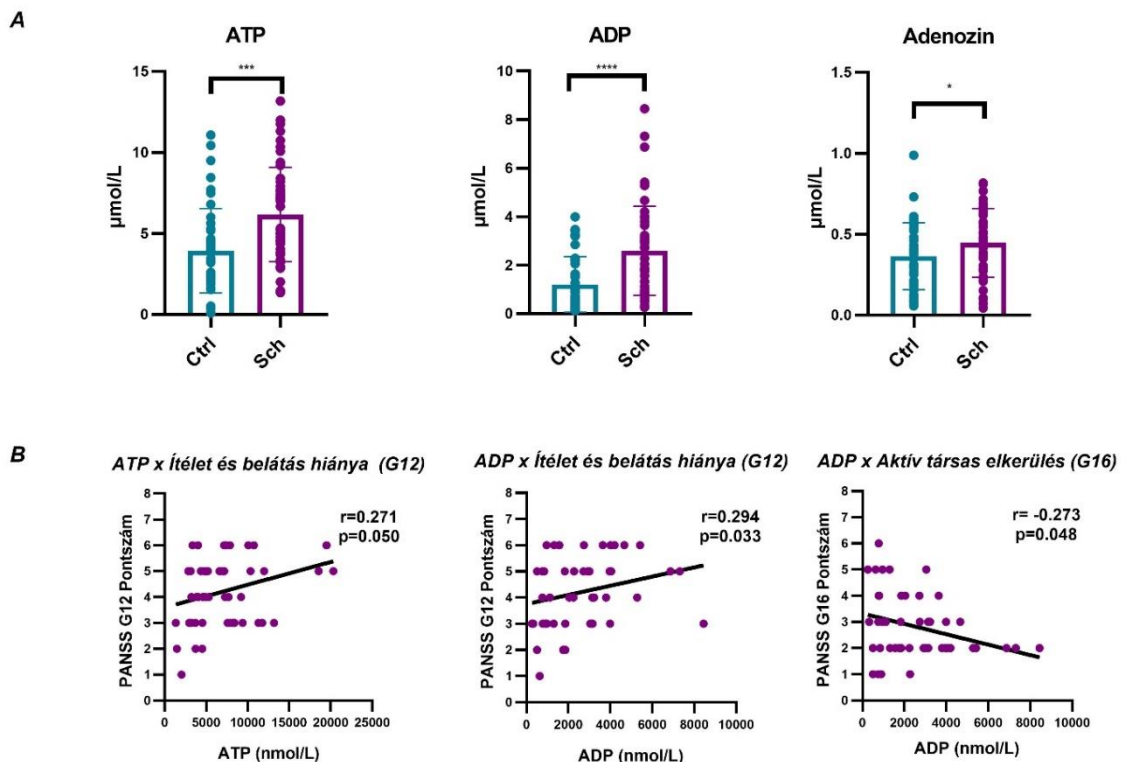 A
ATP
ADP
Adenozin
***
****
*
15
10
5
0
µmol/L
Ctrl
Sch
10
8
6
4
2
0
µmol/L
Ctrl
Sch
1.5
1.0
0.5
0.0
µmol/L
Ctrl
Sch
B
ATP x Ítélet és belátás hiánya (G12)
r=0.271
p=0.050
PANSS G12 Pontszám
8
7
6
5
4
3
2
1
0
0
5000
10000
15000
20000
25000
ATP (nmol/L)
ADP x Ítélet és belátás hiánya (G12)
r=0.294
p=0.033
PANSS G12 Pontszám
8
7
6
5
4
3
2
1
0
0
2000
4000
6000
8000
10000
ADP (nmol/L)
ADP x Aktív társas elkerülés (G16)
r= -0.273
p=0.048
PANSS G16 Pontszám
8
7
6
5
4
3
2
1
0
0
2000
4000
6000
8000
10000
ADP (nmol/L)